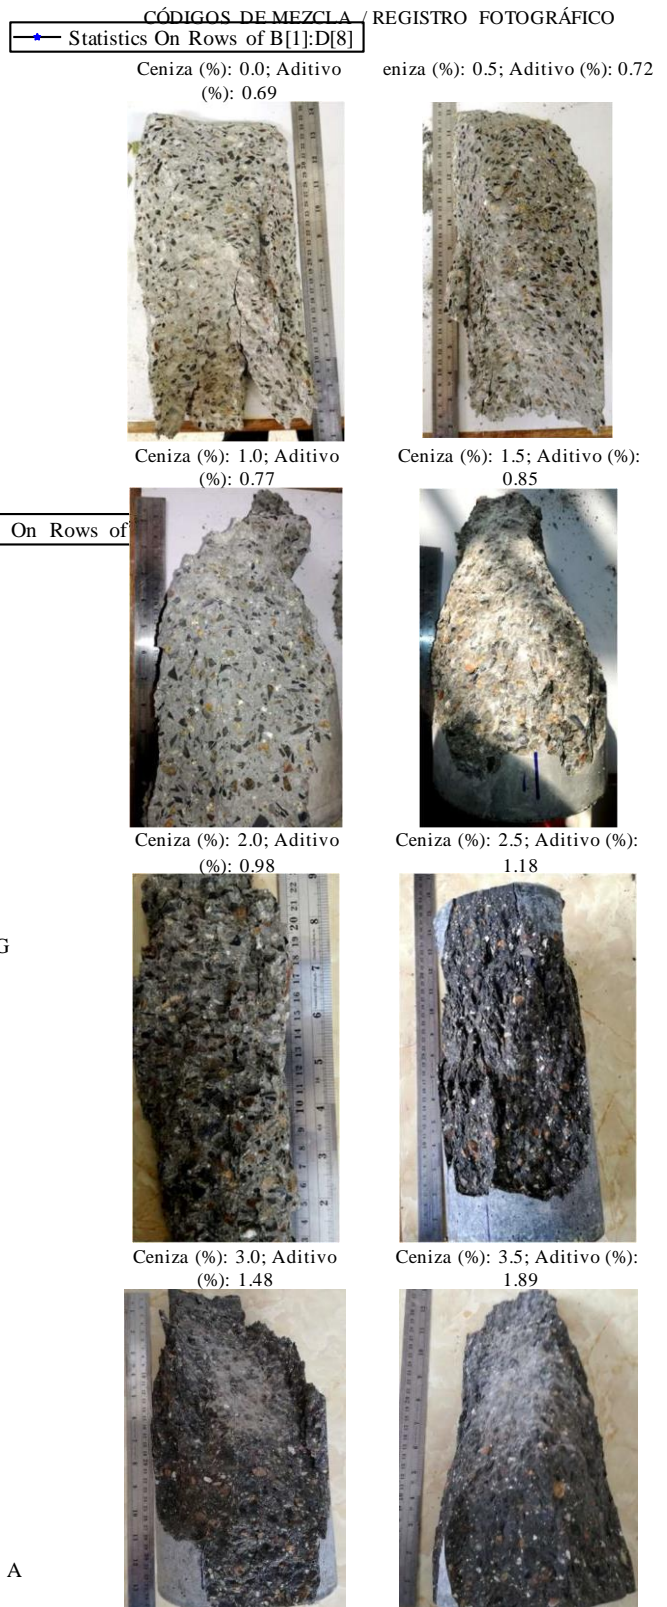 CÓDIGOS DE MEZCLA / REGISTRO FOTOGRÁFICO
Statistics On Rows of B[1]:D[8]
Ceniza (%): 0.0; Aditivo
(%): 0.69
eniza (%): 0.5; Aditivo (%): 0.72
Ceniza (%): 1.0; Aditivo
(%): 0.77
Ceniza (%): 1.5; Aditivo (%):
0.85
On Rows of
Ceniza (%): 2.0; Aditivo
(%): 0.98
Ceniza (%): 2.5; Aditivo (%):
1.18
G
Ceniza (%): 3.0; Aditivo
(%): 1.48
Ceniza (%): 3.5; Aditivo (%):
1.89
A